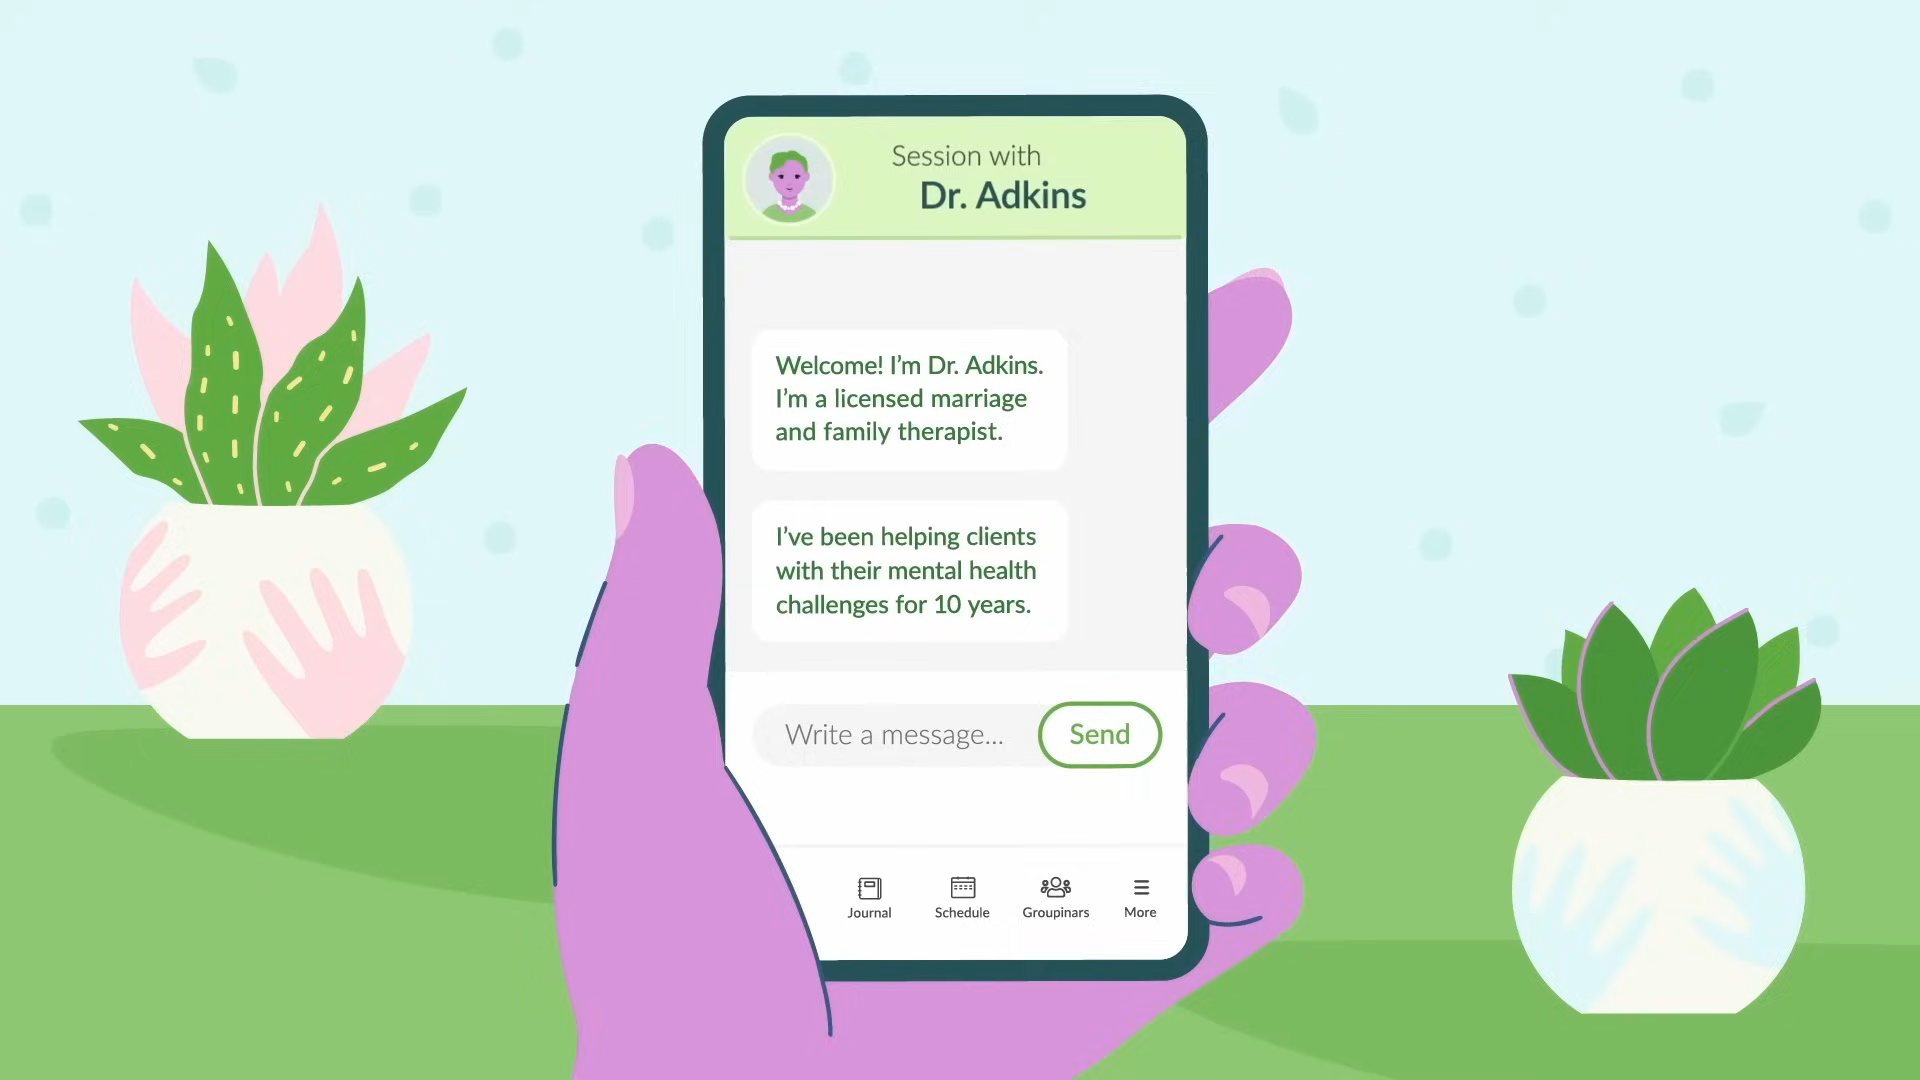 Session with
Dr. Adkins
Welcome! I’m Dr. Adkins.
I’m a licensed marriage
and family therapist.
I’ve been helping clients
with their mental health
challenges for 10 years.
Write a message...
Send
Journal
Schedule
Groupinars
More